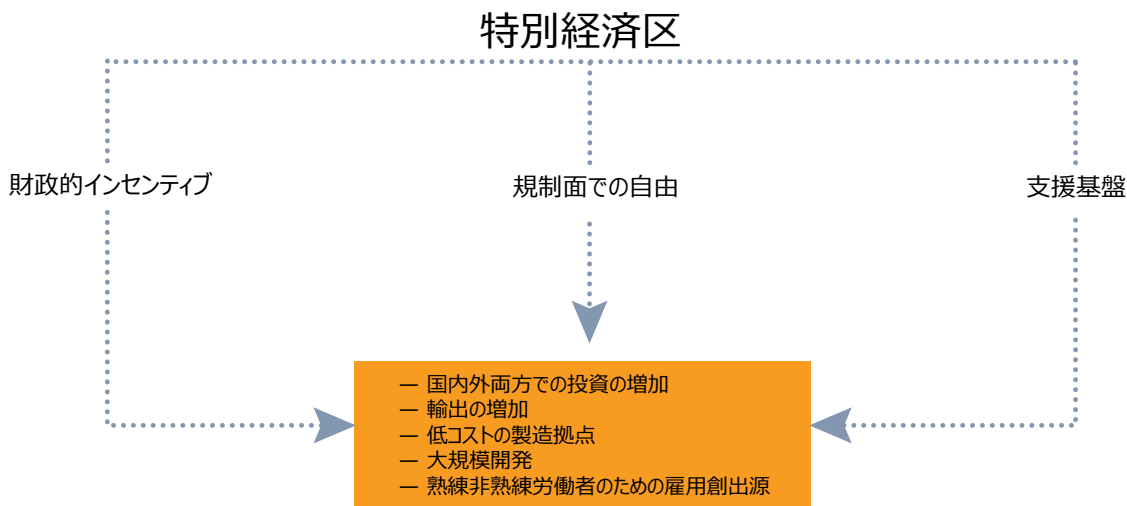 特別経済区
財政的インセンティブ
規制面での自由
支援基盤
— 国内外両方での投資の増加
— 輸出の増加
— 低コストの製造拠点
— 大規模開発
— 熟練非熟練労働者のための雇用創出源